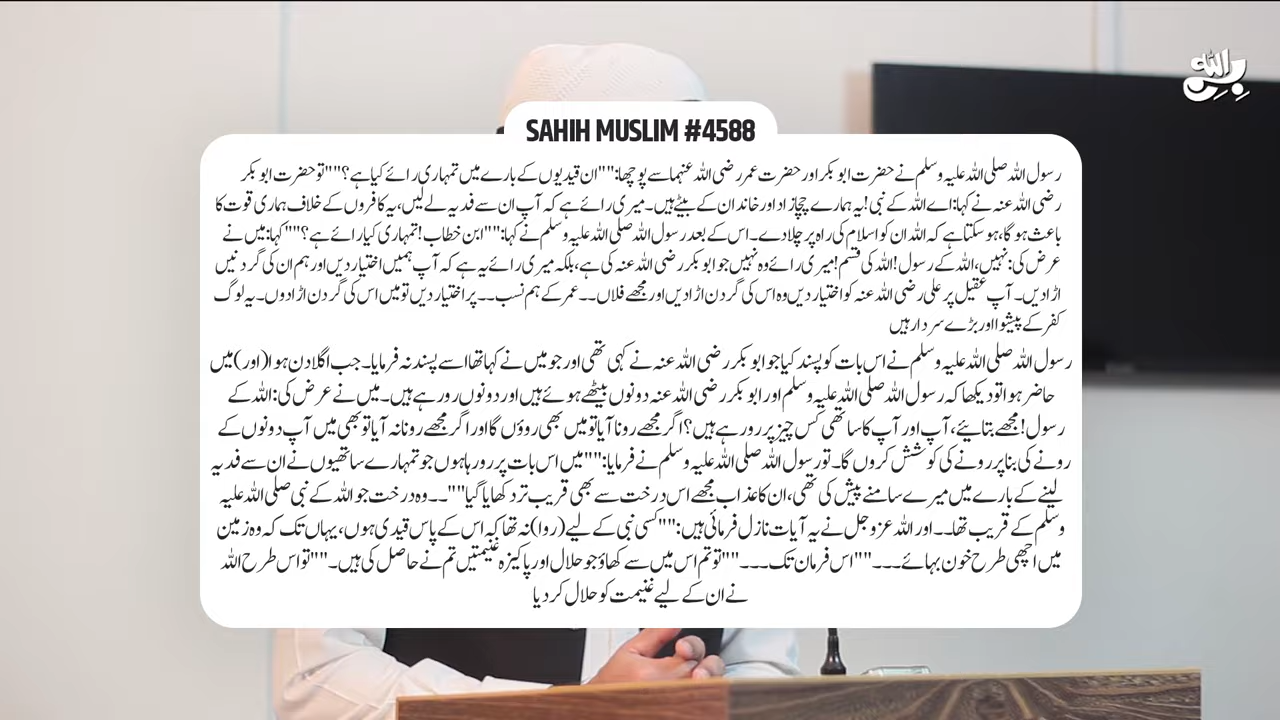 SAHIH MUSLIM #4588
رسول اللہ صلی اللہ علیہ وسلم نے حضرت ابو بکر اور حضرت عمر رضی اللہ عنہما سے پوچھا: ""ان قیدیوں کے بارے میں تمہاری رائے کیا ہے؟"" تو حضرت ابو بکر
رضی اللہ عنہ نے کہا: اے اللہ کے نبی! یہ ہمارے چچا زاد اور خاندان کے بیٹے ہیں۔ میری رائے ہے کہ آپ ان سے فدیہ لے لیں، یہ کافروں کے خلاف ہماری قوت کا
باعث ہو گا، ہو سکتا ہے کہ اللہ ان کو اسلام کی راہ پر چلا دے۔ اس کے بعد رسول اللہ صلی اللہ علیہ وسلم نے کہا: ""ابن خطاب! تمہاری کیا رائے ہے؟"" کہا: میں نے
عرض کی: نہیں، اللہ کے رسول! اللہ کی قسم! میری رائے وہ نہیں جو ابو بکر رضی اللہ عنہ کی ہے، بلکہ میری رائے یہ ہے کہ آپ ہمیں اختیار دیں اور ہم ان کی گردنیں
اڑا دیں۔ آپ عقیل پر علی رضی اللہ عنہ کو اختیار دیں وہ اس کی گردن اڑا دیں اور مجھے فلاں۔۔ عمر کے ہم نسب۔۔ پر اختیار دیں تو میں اس کی گردن اڑا دوں۔ یہ لوگ
کفر کے پیشوا اور بڑے سردار ہیں
رسول اللہ صلی اللہ علیہ وسلم نے اس بات کو پسند کیا جو ابو بکر رضی اللہ عنہ نے کہی تھی اور جو میں نے کہا تھا اسے پسند نہ فرمایا۔ جب اگلا دن ہوا (اور) میں
حاضر ہوا تو دیکھا کہ رسول اللہ صلی اللہ علیہ وسلم اور ابو بکر رضی اللہ عنہ دونوں بیٹھے ہوئے ہیں اور دونوں رو رہے ہیں۔ میں نے عرض کی: اللہ کے
رسول! مجھے بتائیے، آپ اور آپ کا ساتھی کس چیز پر رو رہے ہیں؟ اگر مجھے رونا آیا تو میں بھی روؤں گا اور اگر مجھے رونا نہ آیا تو بھی میں آپ دونوں کے
رونے کی بنا پر رونے کی کوشش کروں گا۔ تو رسول اللہ صلی اللہ علیہ وسلم نے فرمایا: ""میں اس بات پر رو رہا ہوں جو تمہارے ساتھیوں نے ان سے فدیہ
لینے کے بارے میں میرے سامنے پیش کی تھی، ان کا عذاب مجھے اس درخت سے بھی قریب تر دکھایا گیا""۔۔ وہ درخت جو اللہ کے نبی صلی اللہ علیہ
وسلم کے قریب تھا۔۔ اور اللہ عزوجل نے یہ آیات نازل فرمائی ہیں: ""کسی نبی کے لیے (روا) نہ تھا کہ اس کے پاس قیدی ہوں، یہاں تک کہ وہ زمین
میں اچھی طرح خون بہائے۔۔۔"" اس فرمان تک۔۔۔ ""تو تم اس میں سے کھاؤ جو حلال اور پاکیزہ غنیمتیں تم نے حاصل کی ہیں۔"" تو اس طرح اللہ
نے ان کے لیے غنیمت کو حلال کر دیا